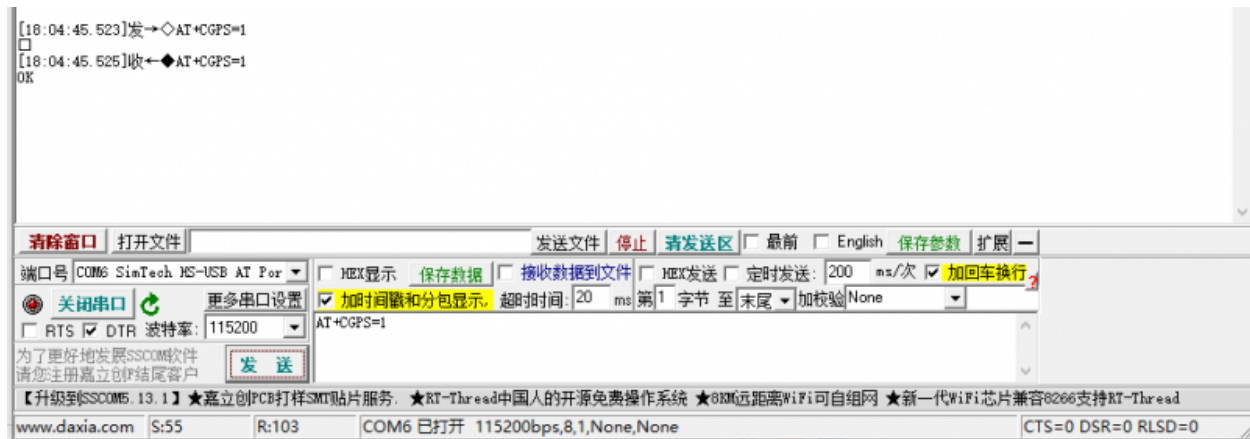 [18:04:45.523]发→◇AT+CGPS=1
□
[18:04:45.525]收←◆AT+CGPS=1
OK
清除窗口 打开文件 发送文件 停止 清发送区 最前 English 保存参数 扩展 —
端口号 COM6 SimTech HS-USB AT Por HEX显示 保存数据 接收数据到文件 HEX发送 定时发送: 200 ms/次 加回车换行 ?
关闭串口 更多串口设置 加时间戳和分包显示, 超时时间: 20 ms 第1 字节 至 末尾 加校验 None
RTS DTR 波特率: 115200 AT+CGPS=1
为了更好地发展SSCOM软件
请您注册嘉立创F结尾客户 发 送
【升级到SSCOM5.13.1】★嘉立创PCB打样SMT贴片服务. ★RT-Thread中国人的开源免费操作系统 ★8KM远距离WiFi可自组网 ★新一代WiFi芯片兼容8266支持RT-Thread
www.daxia.com S:55 R:103 COM6 已打开 115200bps,8,1,None,None CTS=0 DSR=0 RLSD=0